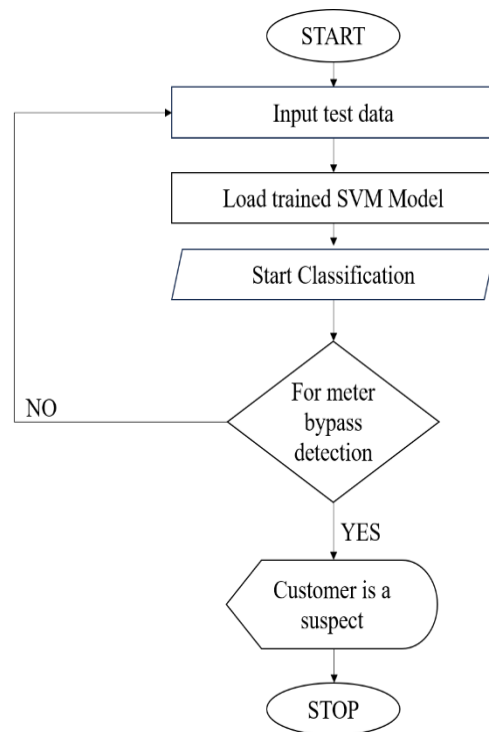 START
Input test data
Load trained SVM Model
Start Classification
For meter
bypass
detection
NO
YES
Customer is a
suspect
STOP